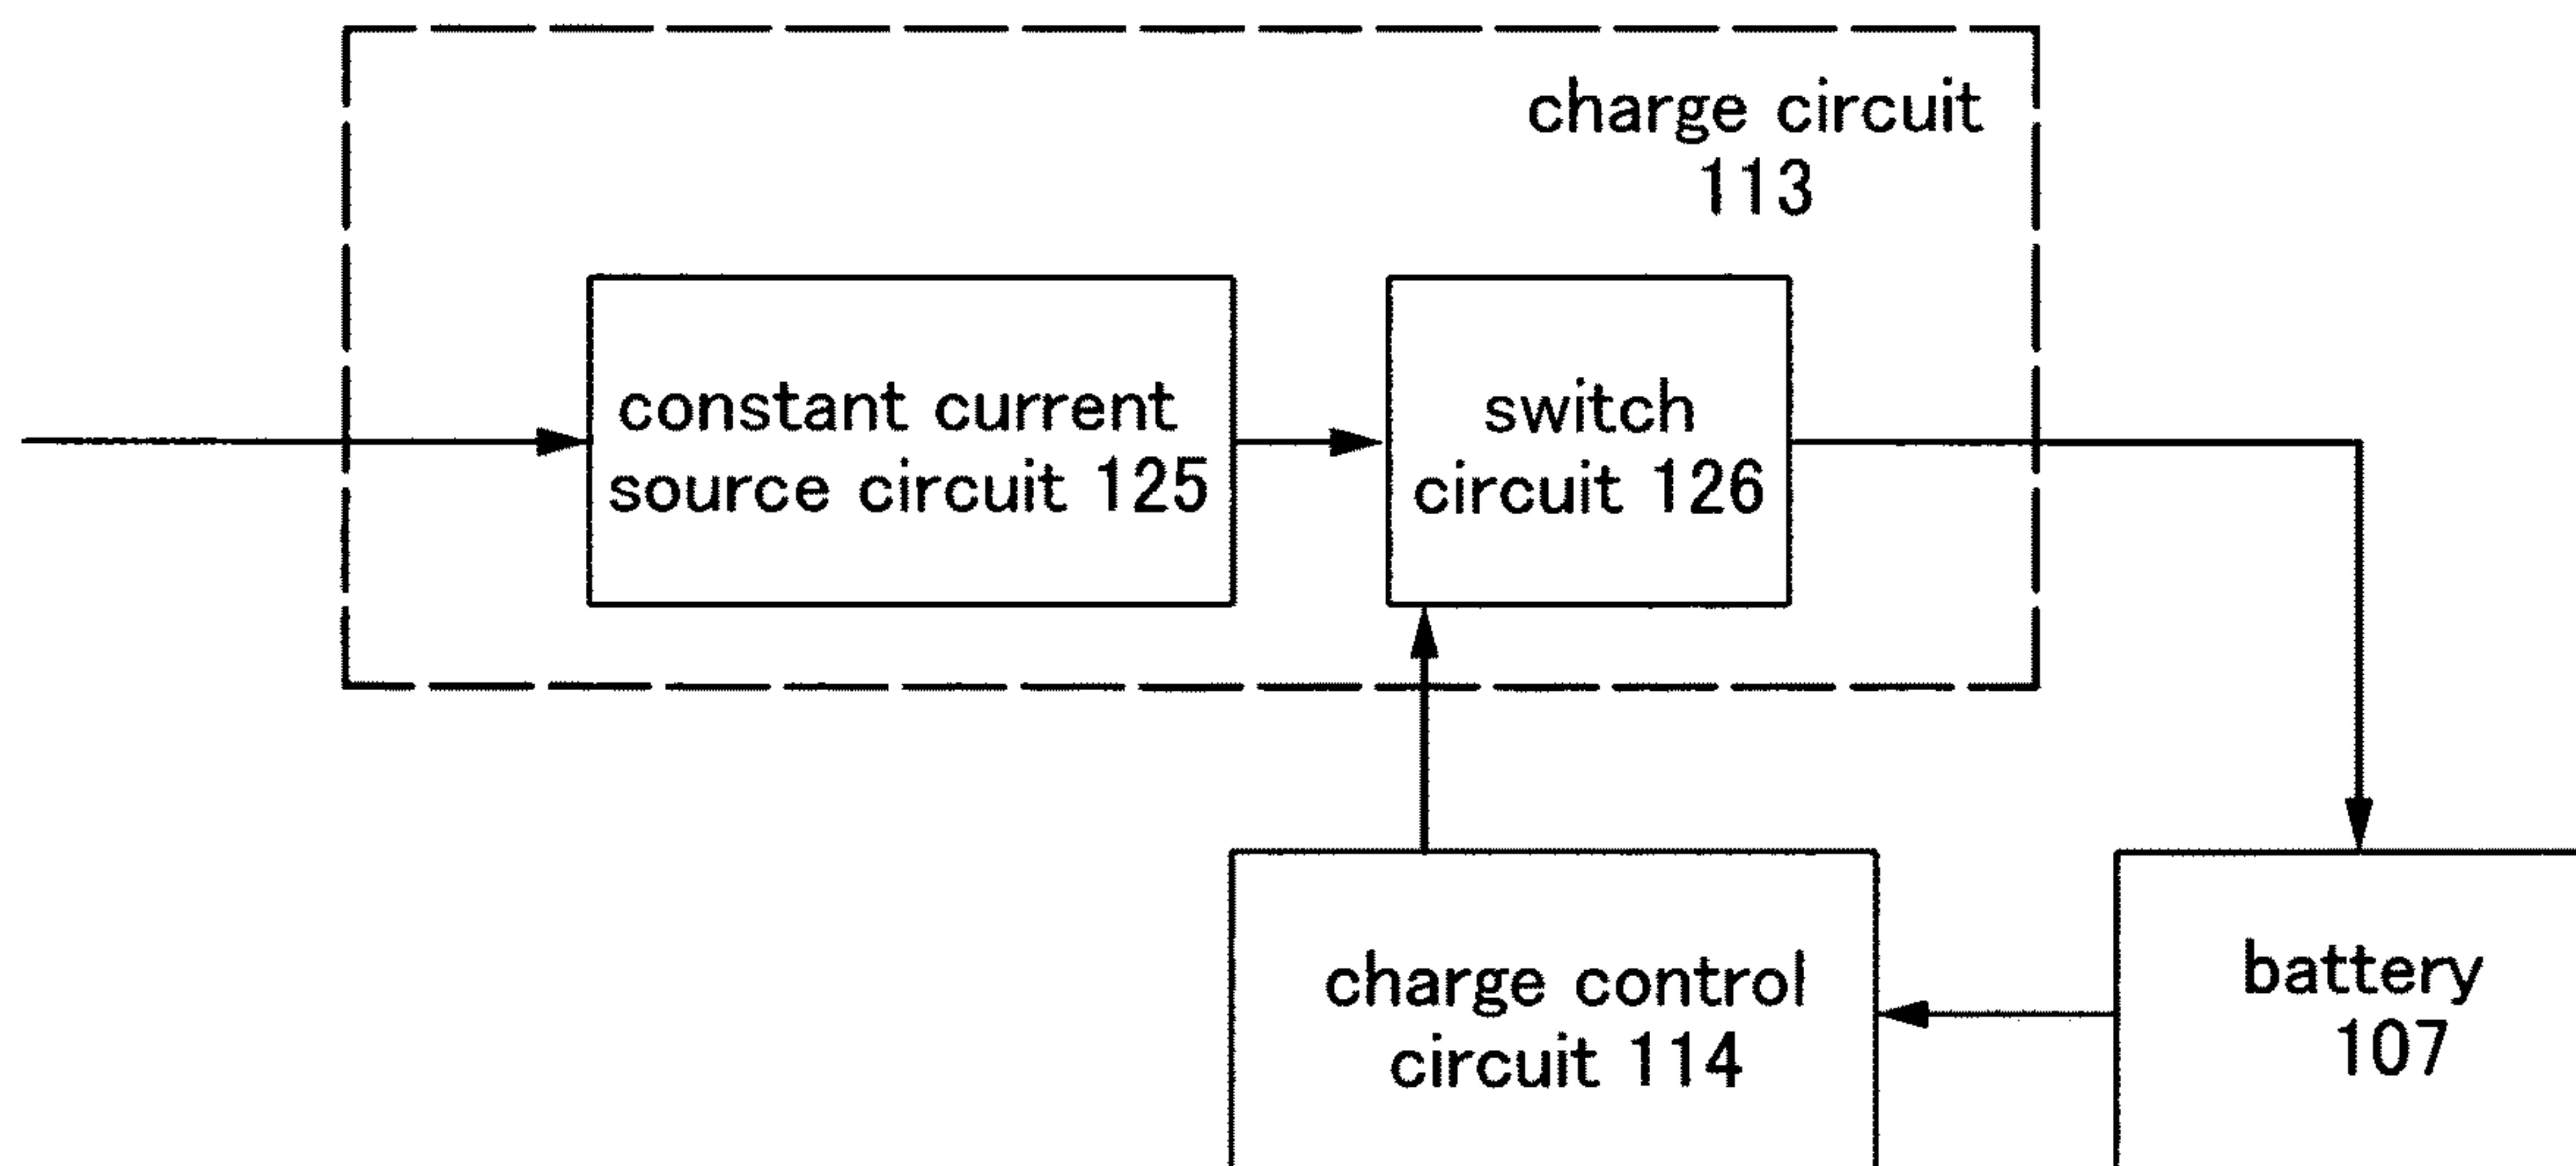 charge circuit
113
constant current
source circuit 125
switch
circuit 126
charge control
circuit 114
battery
107